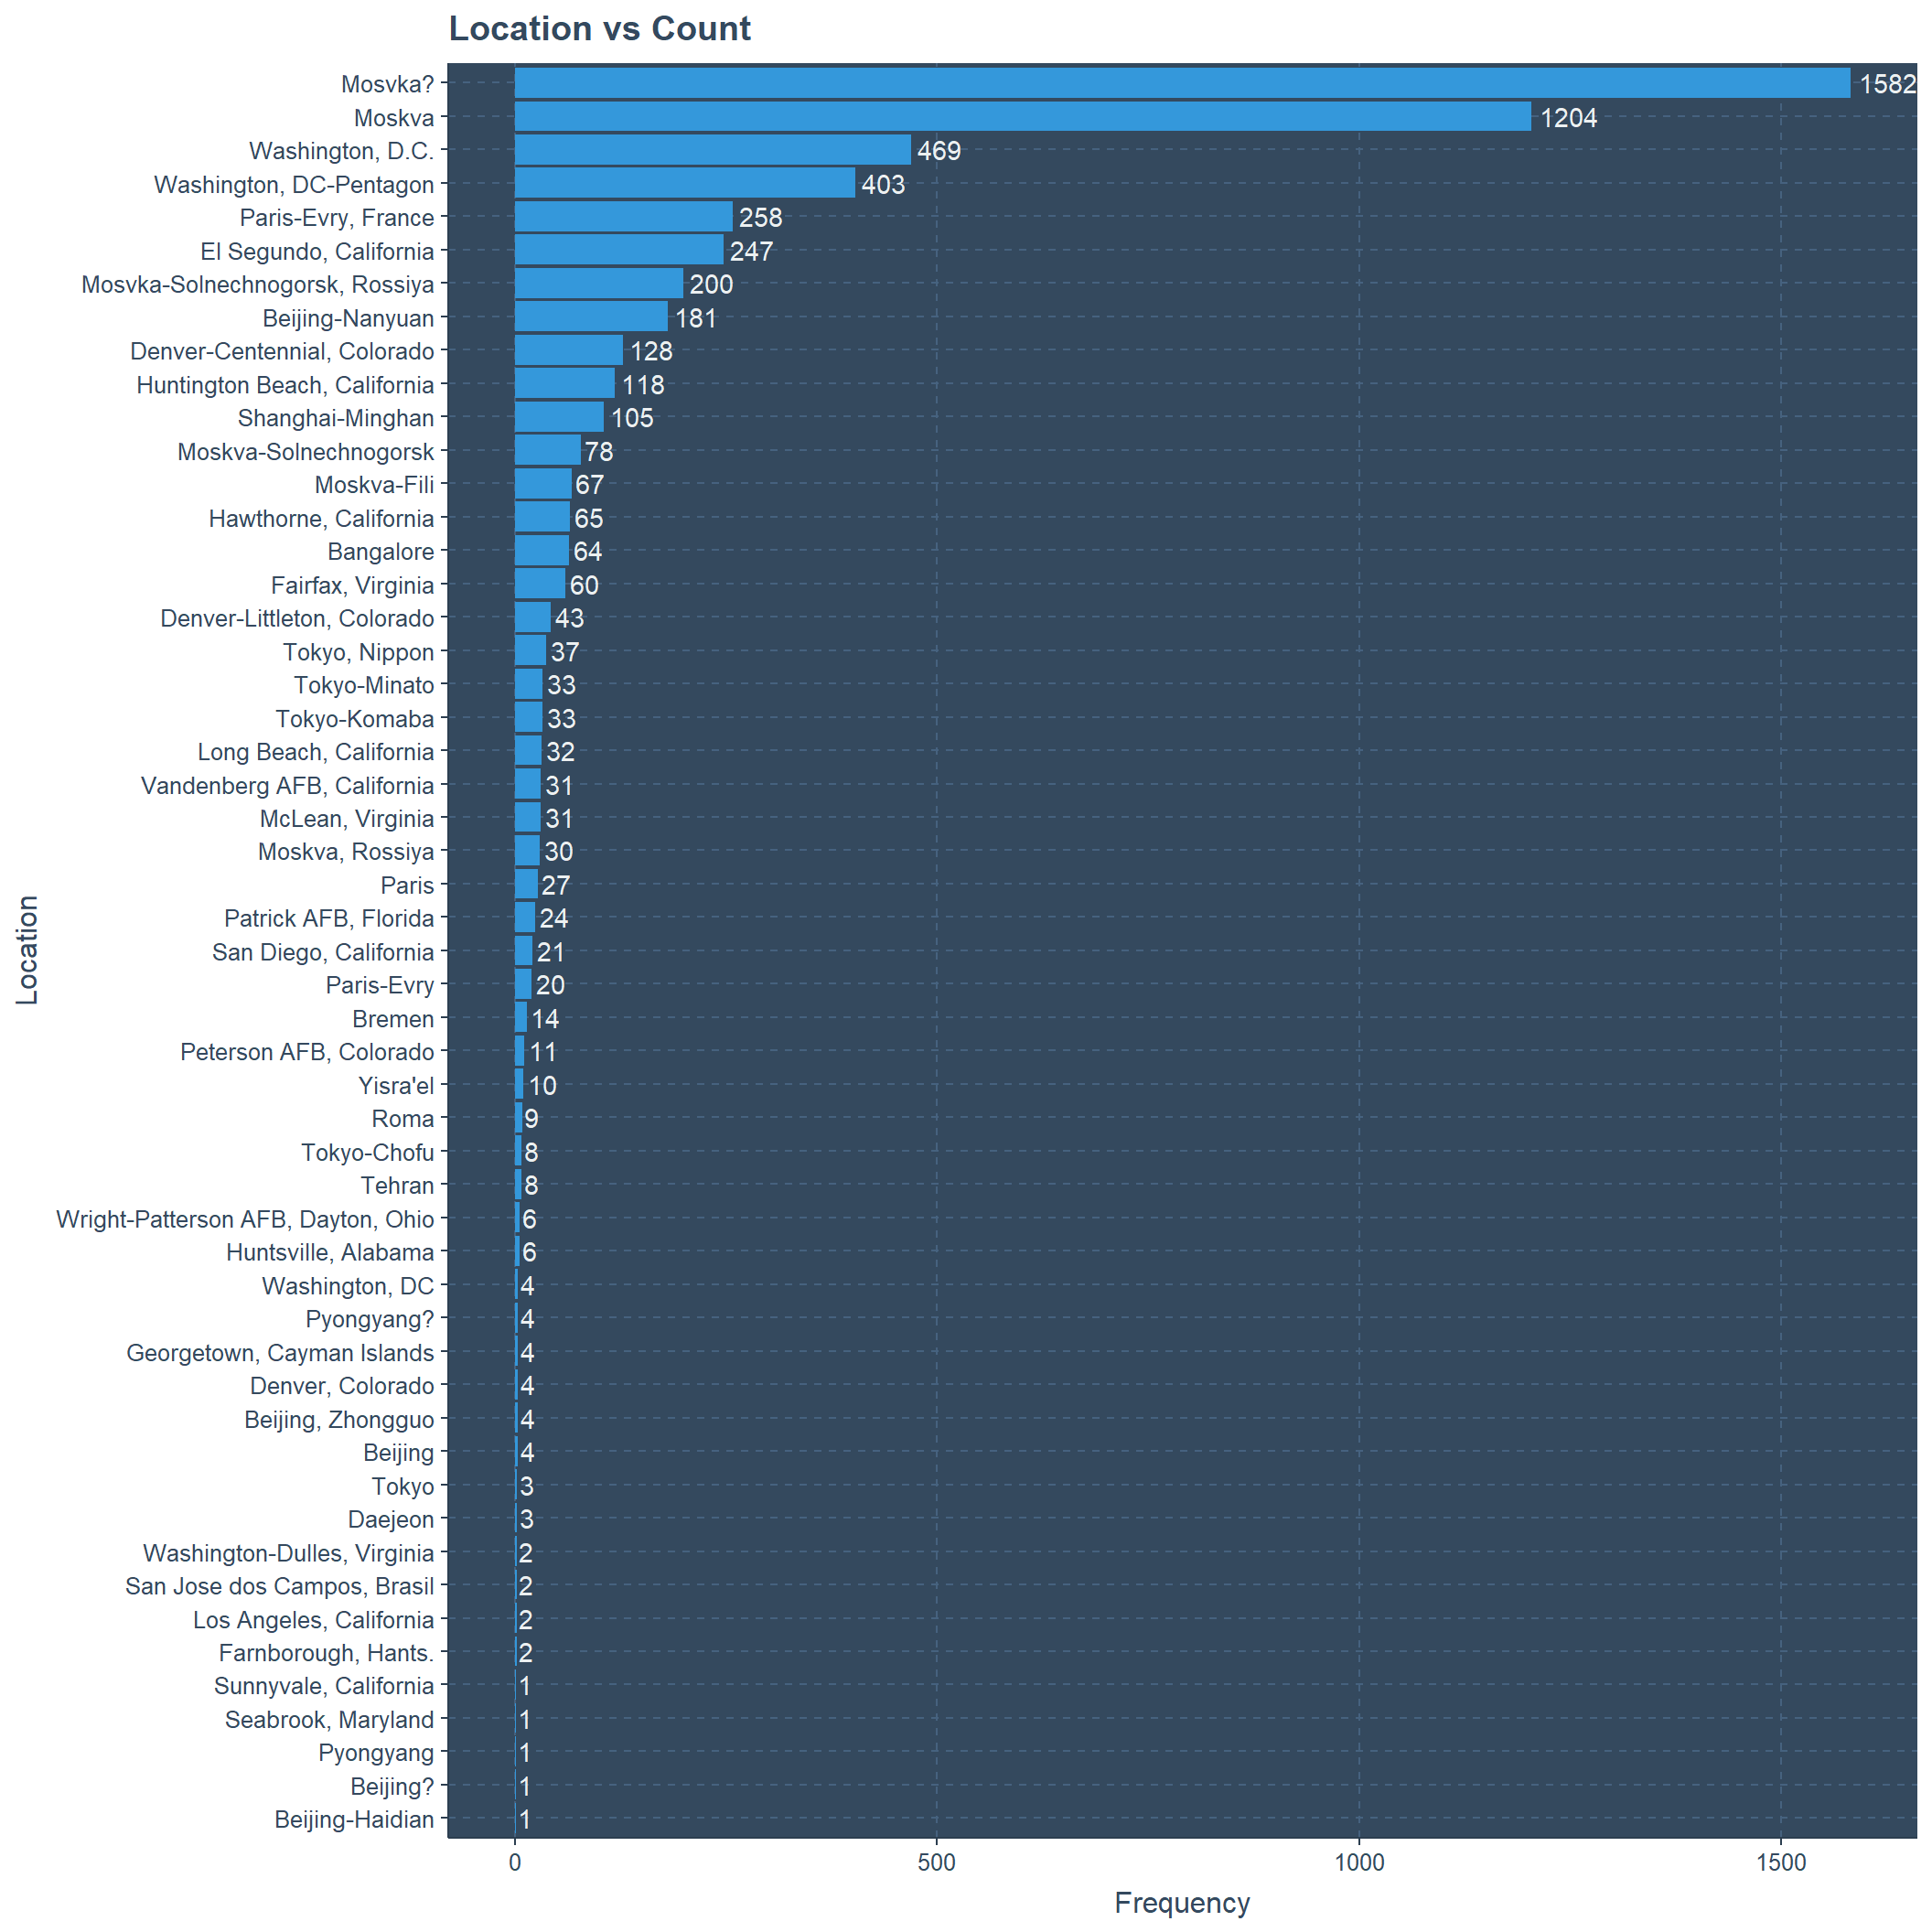 Location vs Count
Mosvka? 1582
Moskva 1204
Washington, D.C. 469
Washington, DC-Pentagon 403
Paris-Evry, France 258
El Segundo, California 247
Mosvka-Solnechnogorsk, Rossiya 200
Beijing-Nanyuan 181
Denver-Centennial, Colorado 128
Huntington Beach, California 118
Shanghai-Minghan 105
Moskva-Solnechnogorsk 78
Moskva-Fili 67
Hawthorne, California 65
Bangalore 64
Fairfax, Virginia 60
Denver-Littleton, Colorado 43
Tokyo, Nippon 37
Tokyo-Minato 33
Tokyo-Komaba 33
Long Beach, California 32
Vandenberg AFB, California 31
McLean, Virginia 31
Moskva, Rossiya 30
Paris 27
Patrick AFB, Florida 24
San Diego, California 21
Paris-Evry 20
Bremen 14
Peterson AFB, Colorado 11
Yisra'el 10
Roma 9
Tokyo-Chofu 8
Tehran 8
Wright-Patterson AFB, Dayton, Ohio 6
Huntsville, Alabama 6
Washington, DC 4
Pyongyang? 4
Georgetown, Cayman Islands 4
Denver, Colorado 4
Beijing, Zhongguo 4
Beijing 4
Tokyo 3
Daejeon 3
Washington-Dulles, Virginia 2
San Jose dos Campos, Brasil 2
Los Angeles, California 2
Farnborough, Hants. 2
Sunnyvale, California 1
Seabrook, Maryland 1
Pyongyang 1
Beijing? 1
Beijing-Haidian 1
0 500 1000 1500
Frequency
Location